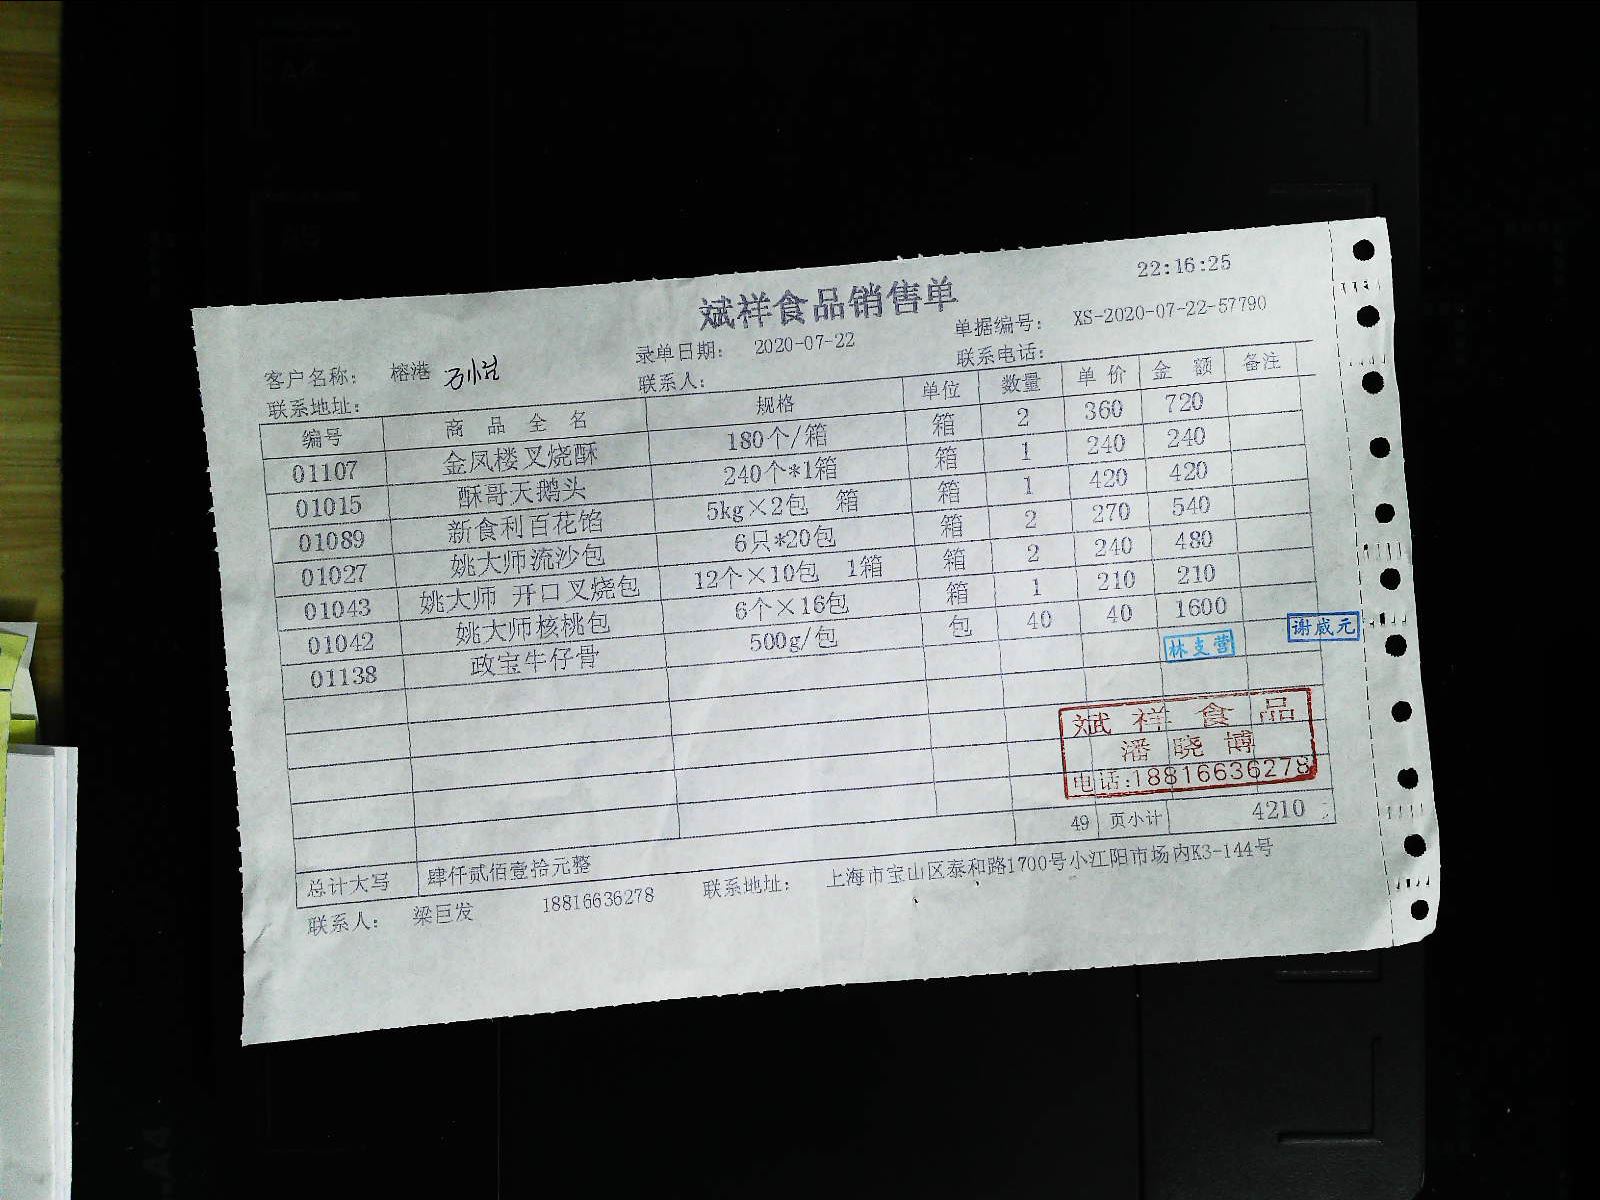 22:16:25
斌祥食品销售单
录单日期： 2020-07-22 单据编号： XS-2020-07-22-57790
客户名称： 榕港
联系地址： 联系人： 联系电话：
编号 商 品 全 名 规格 单位 数量 单 价 金 额 备注
01107 金凤楼叉烧酥 180个/箱 箱 2 360 720
01015 酥哥天鹅头 240个*1箱 箱 1 240 240
01089 新食利百花馅 5kg×2包 箱 箱 1 420 420
01027 姚大师流沙包 6只*20包 箱 2 270 540
01043 姚大师 开口叉烧包 12个×10包 1箱 箱 2 240 480
01042 姚大师核桃包 6个×16包 箱 1 210 210
01138 政宝牛仔骨 500g/包 包 40 40 1600
林支营 谢威元
斌祥食品
潘晓博
电话:18816636278
49 页小计 4210
总计大写 肆仟贰佰壹拾元整
联系人： 梁巨发 18816636278 联系地址： 上海市宝山区泰和路1700号小江阳市场内K3-144号